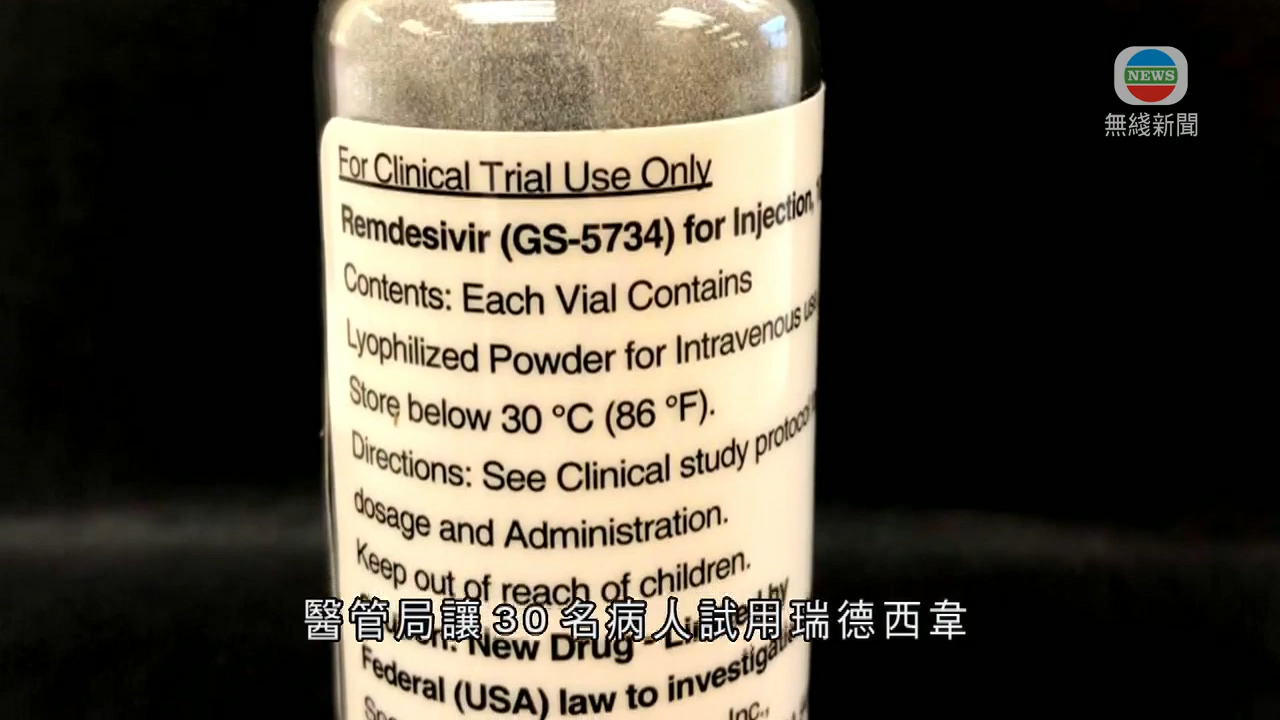 NEWS
無綫新聞
For Clinical Trial Use Only
Remdesivir (GS-5734) for Injection,
Contents: Each Vial Contains
Lyophilized Powder for Intravenous
Store below 30 °C (86 °F).
Directions: See Clinical study
dosage and Administration.
Keep out of reach of children.
醫管局讓30名病人試用瑞德西韋
New Drug - by
Federal (USA) law to
Inc.,